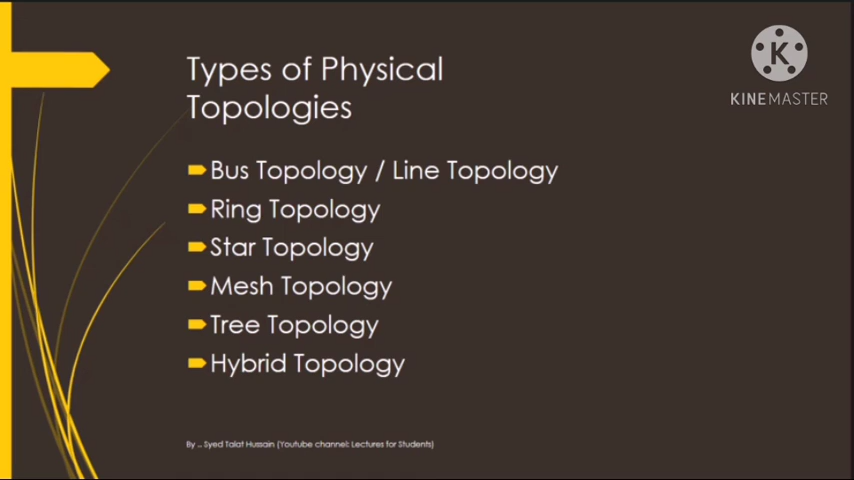 Types of Physical
Topologies
K
KINEMASTER
Bus Topology / Line Topology
Ring Topology
Star Topology
Mesh Topology
Tree Topology
Hybrid Topology
By .. Syed Talat Hussain (Youtube channel: Lectures for Students)